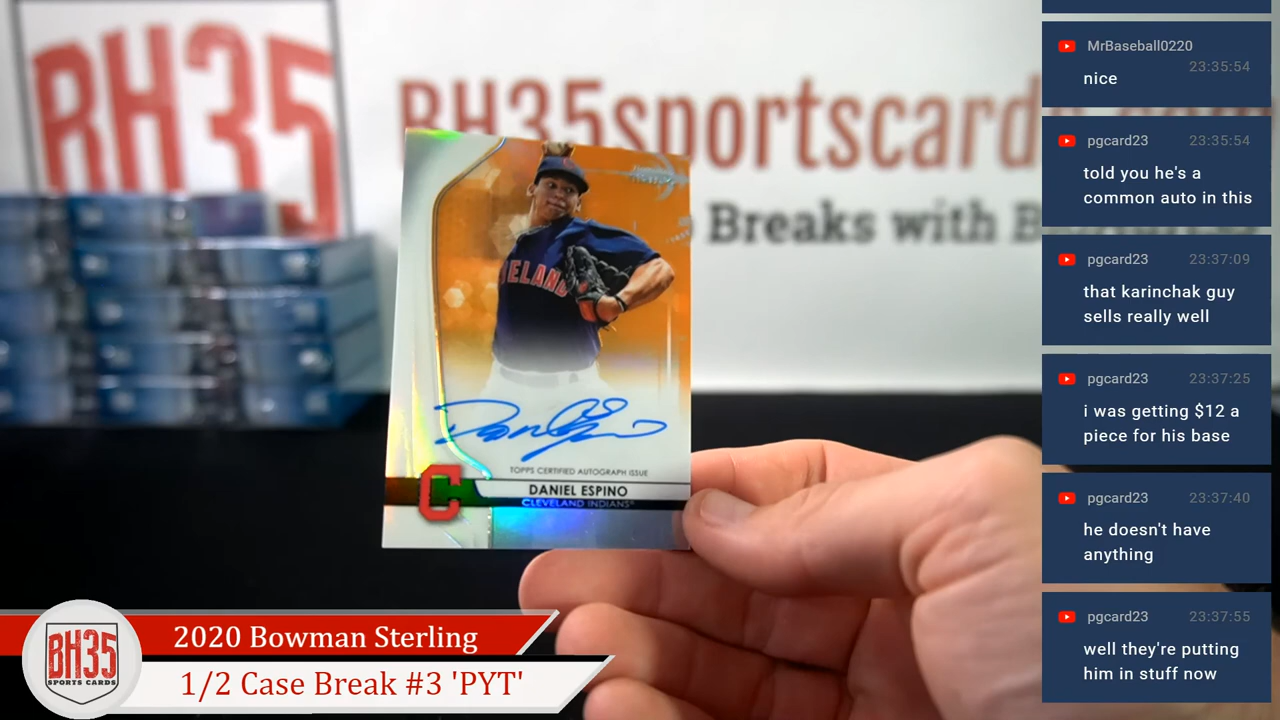 BH35
BH35sportscard
Breaks with B
ELAND
TOPPS CERTIFIED AUTOGRAPH ISSUE
DANIEL ESPINO
CLEVELAND INDIANS
C
BH35
SPORTS CARDS
2020 Bowman Sterling
1/2 Case Break #3 'PYT'
MrBaseball0220
23:35:54
nice
pgcard23 23:35:54
told you he's a
common auto in this
pgcard23 23:37:09
that karinchak guy
sells really well
pgcard23 23:37:25
i was getting $12 a
piece for his base
pgcard23 23:37:40
he doesn't have
anything
pgcard23 23:37:55
well they're putting
him in stuff now